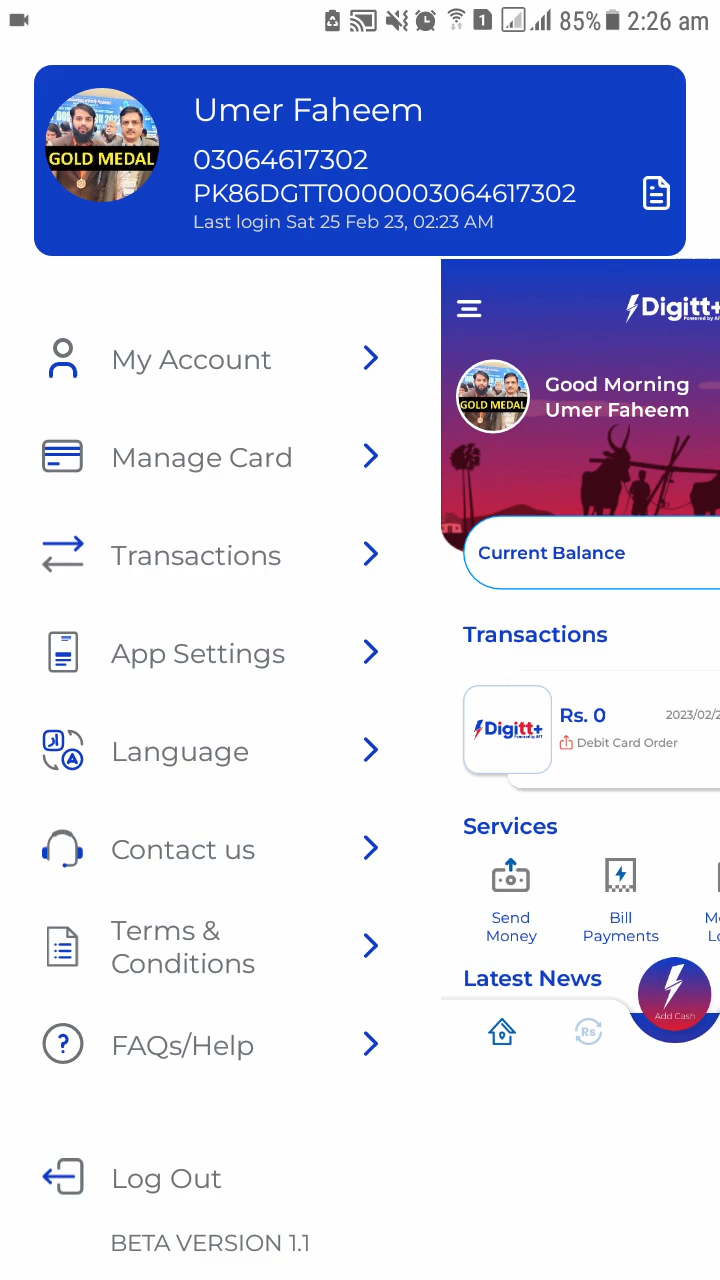 85% 2:26 am
Umer Faheem
03064617302
PK86DGTT0000003064617302
Last login Sat 25 Feb 23, 02:23 AM
GOLD MEDAL
My Account
Manage Card
Transactions
App Settings
Language
Contact us
Terms &
Conditions
FAQs/Help
Log Out
BETA VERSION 1.1
Digitt+
Good Morning
Umer Faheem
GOLD MEDAL
Current Balance
Transactions
Digitt+
Rs. 0
2023/02/2
Debit Card Order
Services
Send
Money
Bill
Payments
Latest News
Add Cash
Rs